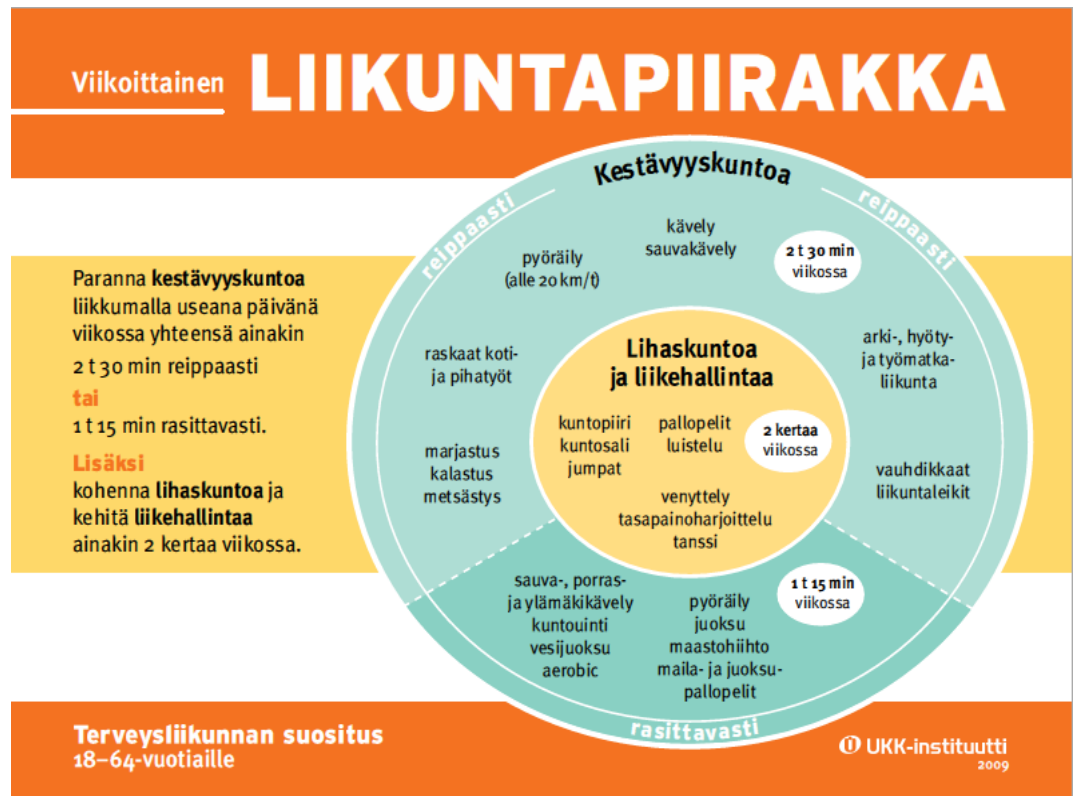 Viikoittainen LIIKUNTAPIIRAKKA
Paranna kestävyyskuntoa
liikkumalla useana päivänä
viikossa yhteensä ainakin
2 t 30 min reippaasti
tai
1 t 15 min rasittavasti.
Lisäksi
kohenna lihaskuntoa ja
kehitä liikehallintaa
ainakin 2 kertaa viikossa.
Kestävyyskuntoa
reippaasti
reippaasti
kävely
sauvakävely
2 t 30 min
viikossa
pyöräily
(alle 20 km/t)
raskaat koti-
ja pihatyöt
marjastus
kalastus
metsästys
arki-, hyöty-
ja työmatka-
liikunta
vauhdikkaat
liikuntaleikit
Lihaskuntoa
ja liikehallintaa
kuntopiiri
kuntosali
jumpat
pallopelit
luistelu
2 kertaa
viikossa
venyttely
tasapainoharjoittelu
tanssi
sauva-, porras-
ja ylämäkikävely
kuntouinti
vesijuoksu
aerobic
pyöräily
juoksu
maastohiihto
maila- ja juoksu-
pallopelit
1 t 15 min
viikossa
rasittavasti
Terveysliikunnan suositus
18–64-vuotiaille
UKK-instituutti
2009